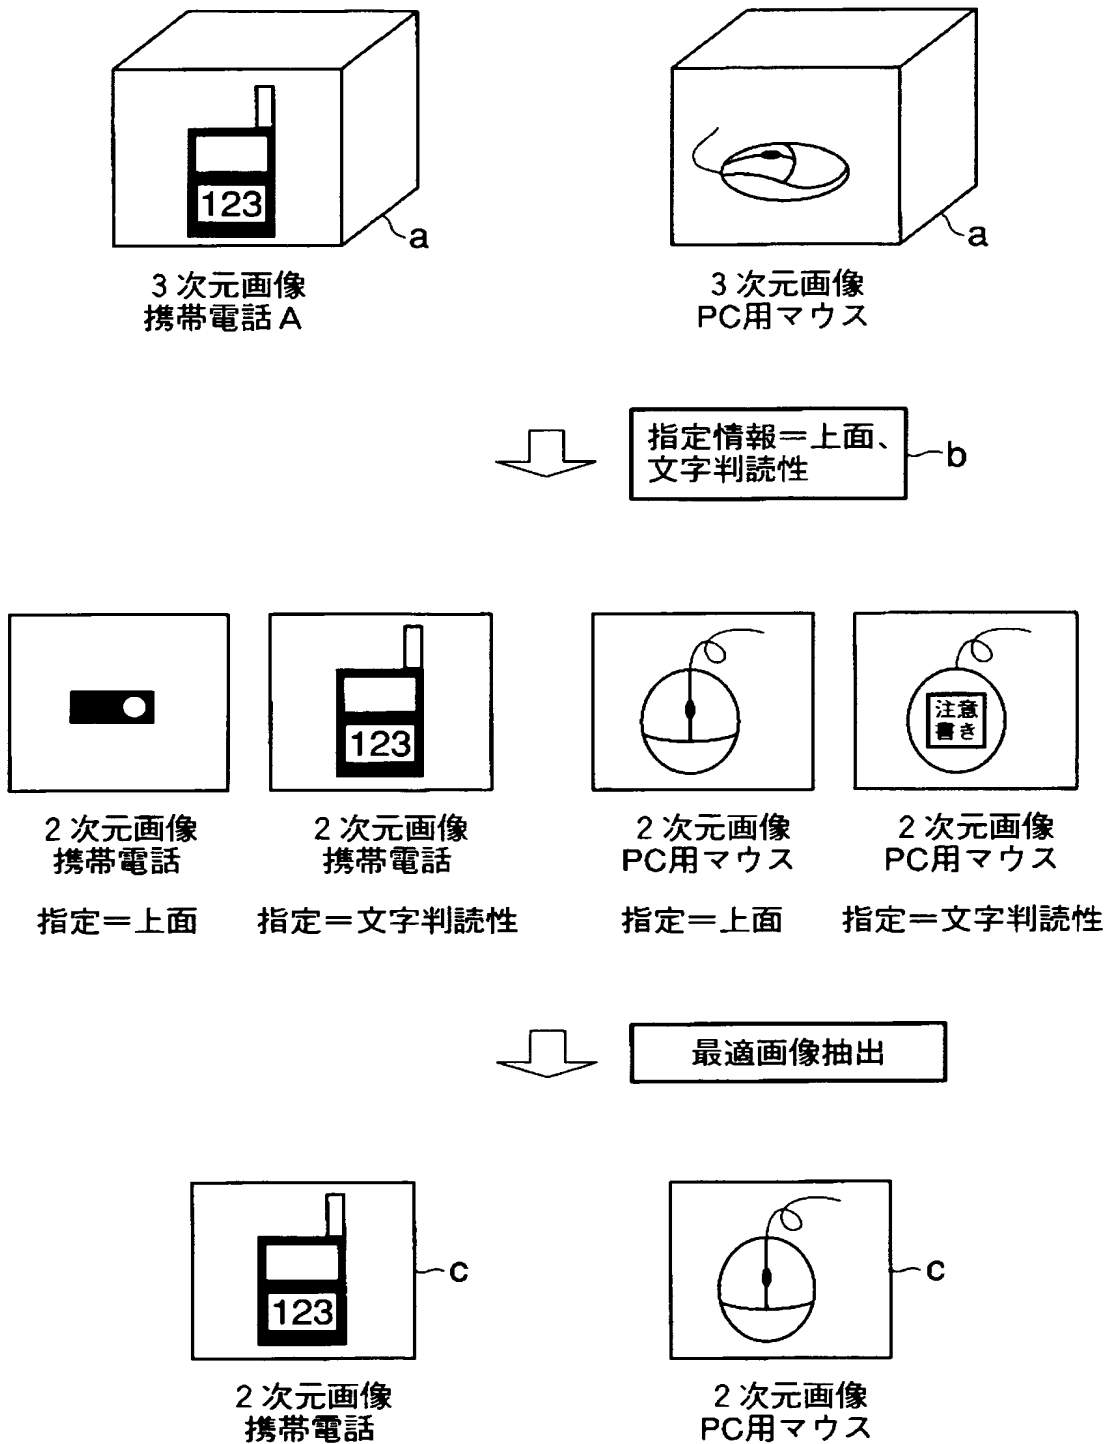 123
a
a
3次元画像
携帯電話A
3次元画像
PC用マウス
指定情報=上面、
文字判読性
b
123
注意
書き
2次元画像
携帯電話
2次元画像
携帯電話
2次元画像
PC用マウス
2次元画像
PC用マウス
指定=上面
指定=文字判読性
指定=上面
指定=文字判読性
最適画像抽出
123
c
c
2次元画像
携帯電話
2次元画像
PC用マウス